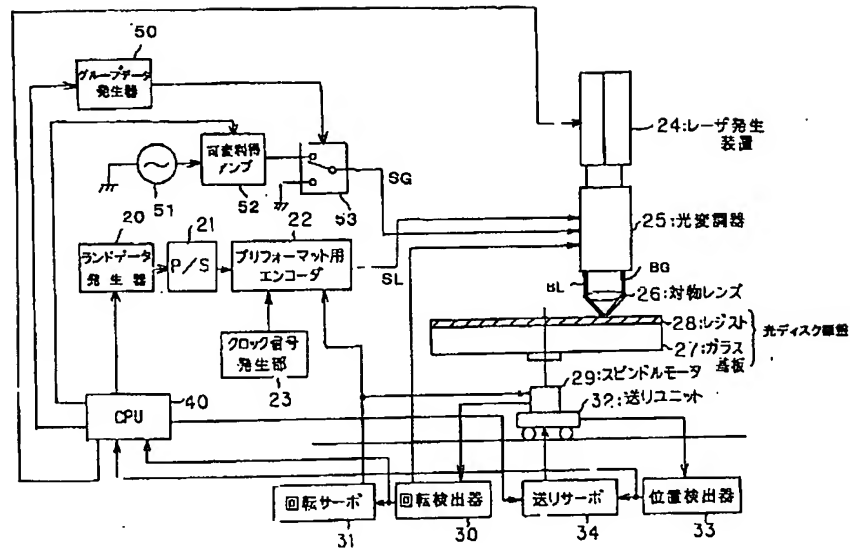 50
グループデータ
発生器
24:レーザ発生
装置
可変利得
アンプ
SG
51
52
53
20
21
22
25:光変調器
ランドデータ
発生器
P/S
プリフォーマット用
エンコーダ
SL
BL
BG
26:対物レンズ
28:レジスト
光ディスク原盤
27:ガラス
基板
クロック信号
発生部
23
29:スピンドルモータ
32:送りユニット
40
CPU
回転サーボ
回転検出器
送りサーボ
位置検出器
31
30
34
33